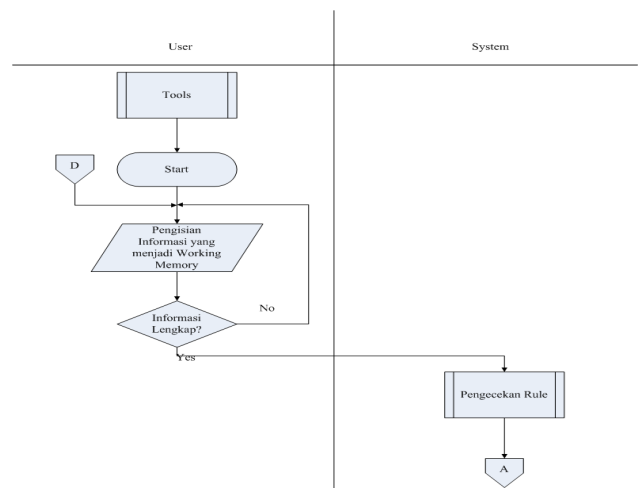 User
System
Tools
D
Start
Pengisian
Informasi yang
menjadi Working
Memory
No
Informasi
Lengkap?
Yes
Pengecekan Rule
A